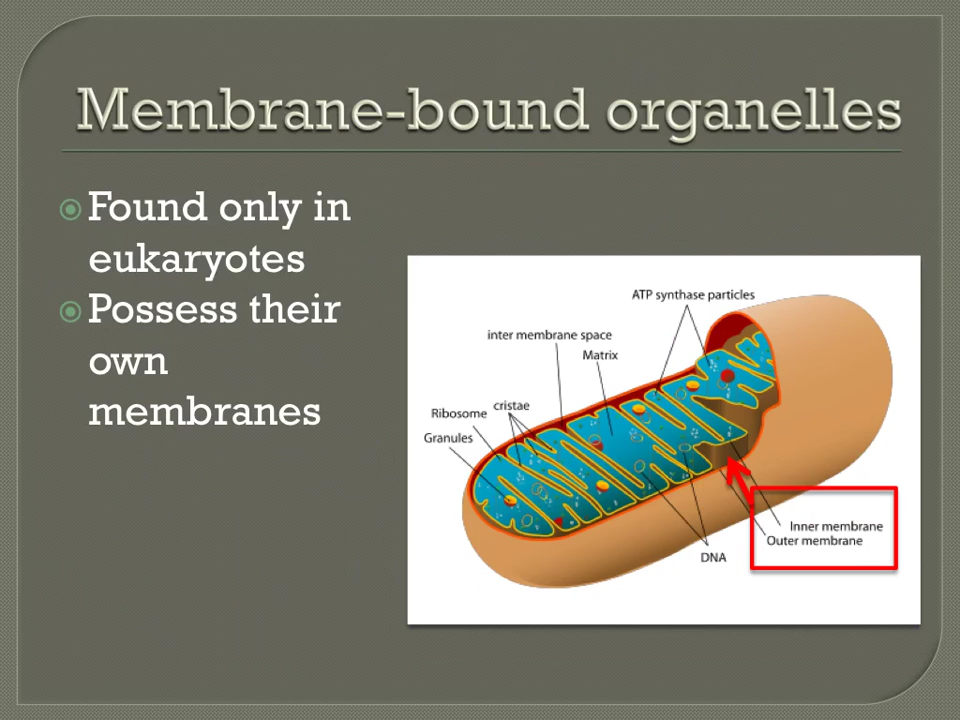 Membrane-bound organelles
Found only in
eukaryotes
Possess their
own
membranes
ATP synthase particles
inter membrane space
Matrix
cristae
Ribosome
Granules
Inner membrane
Outer membrane
DNA